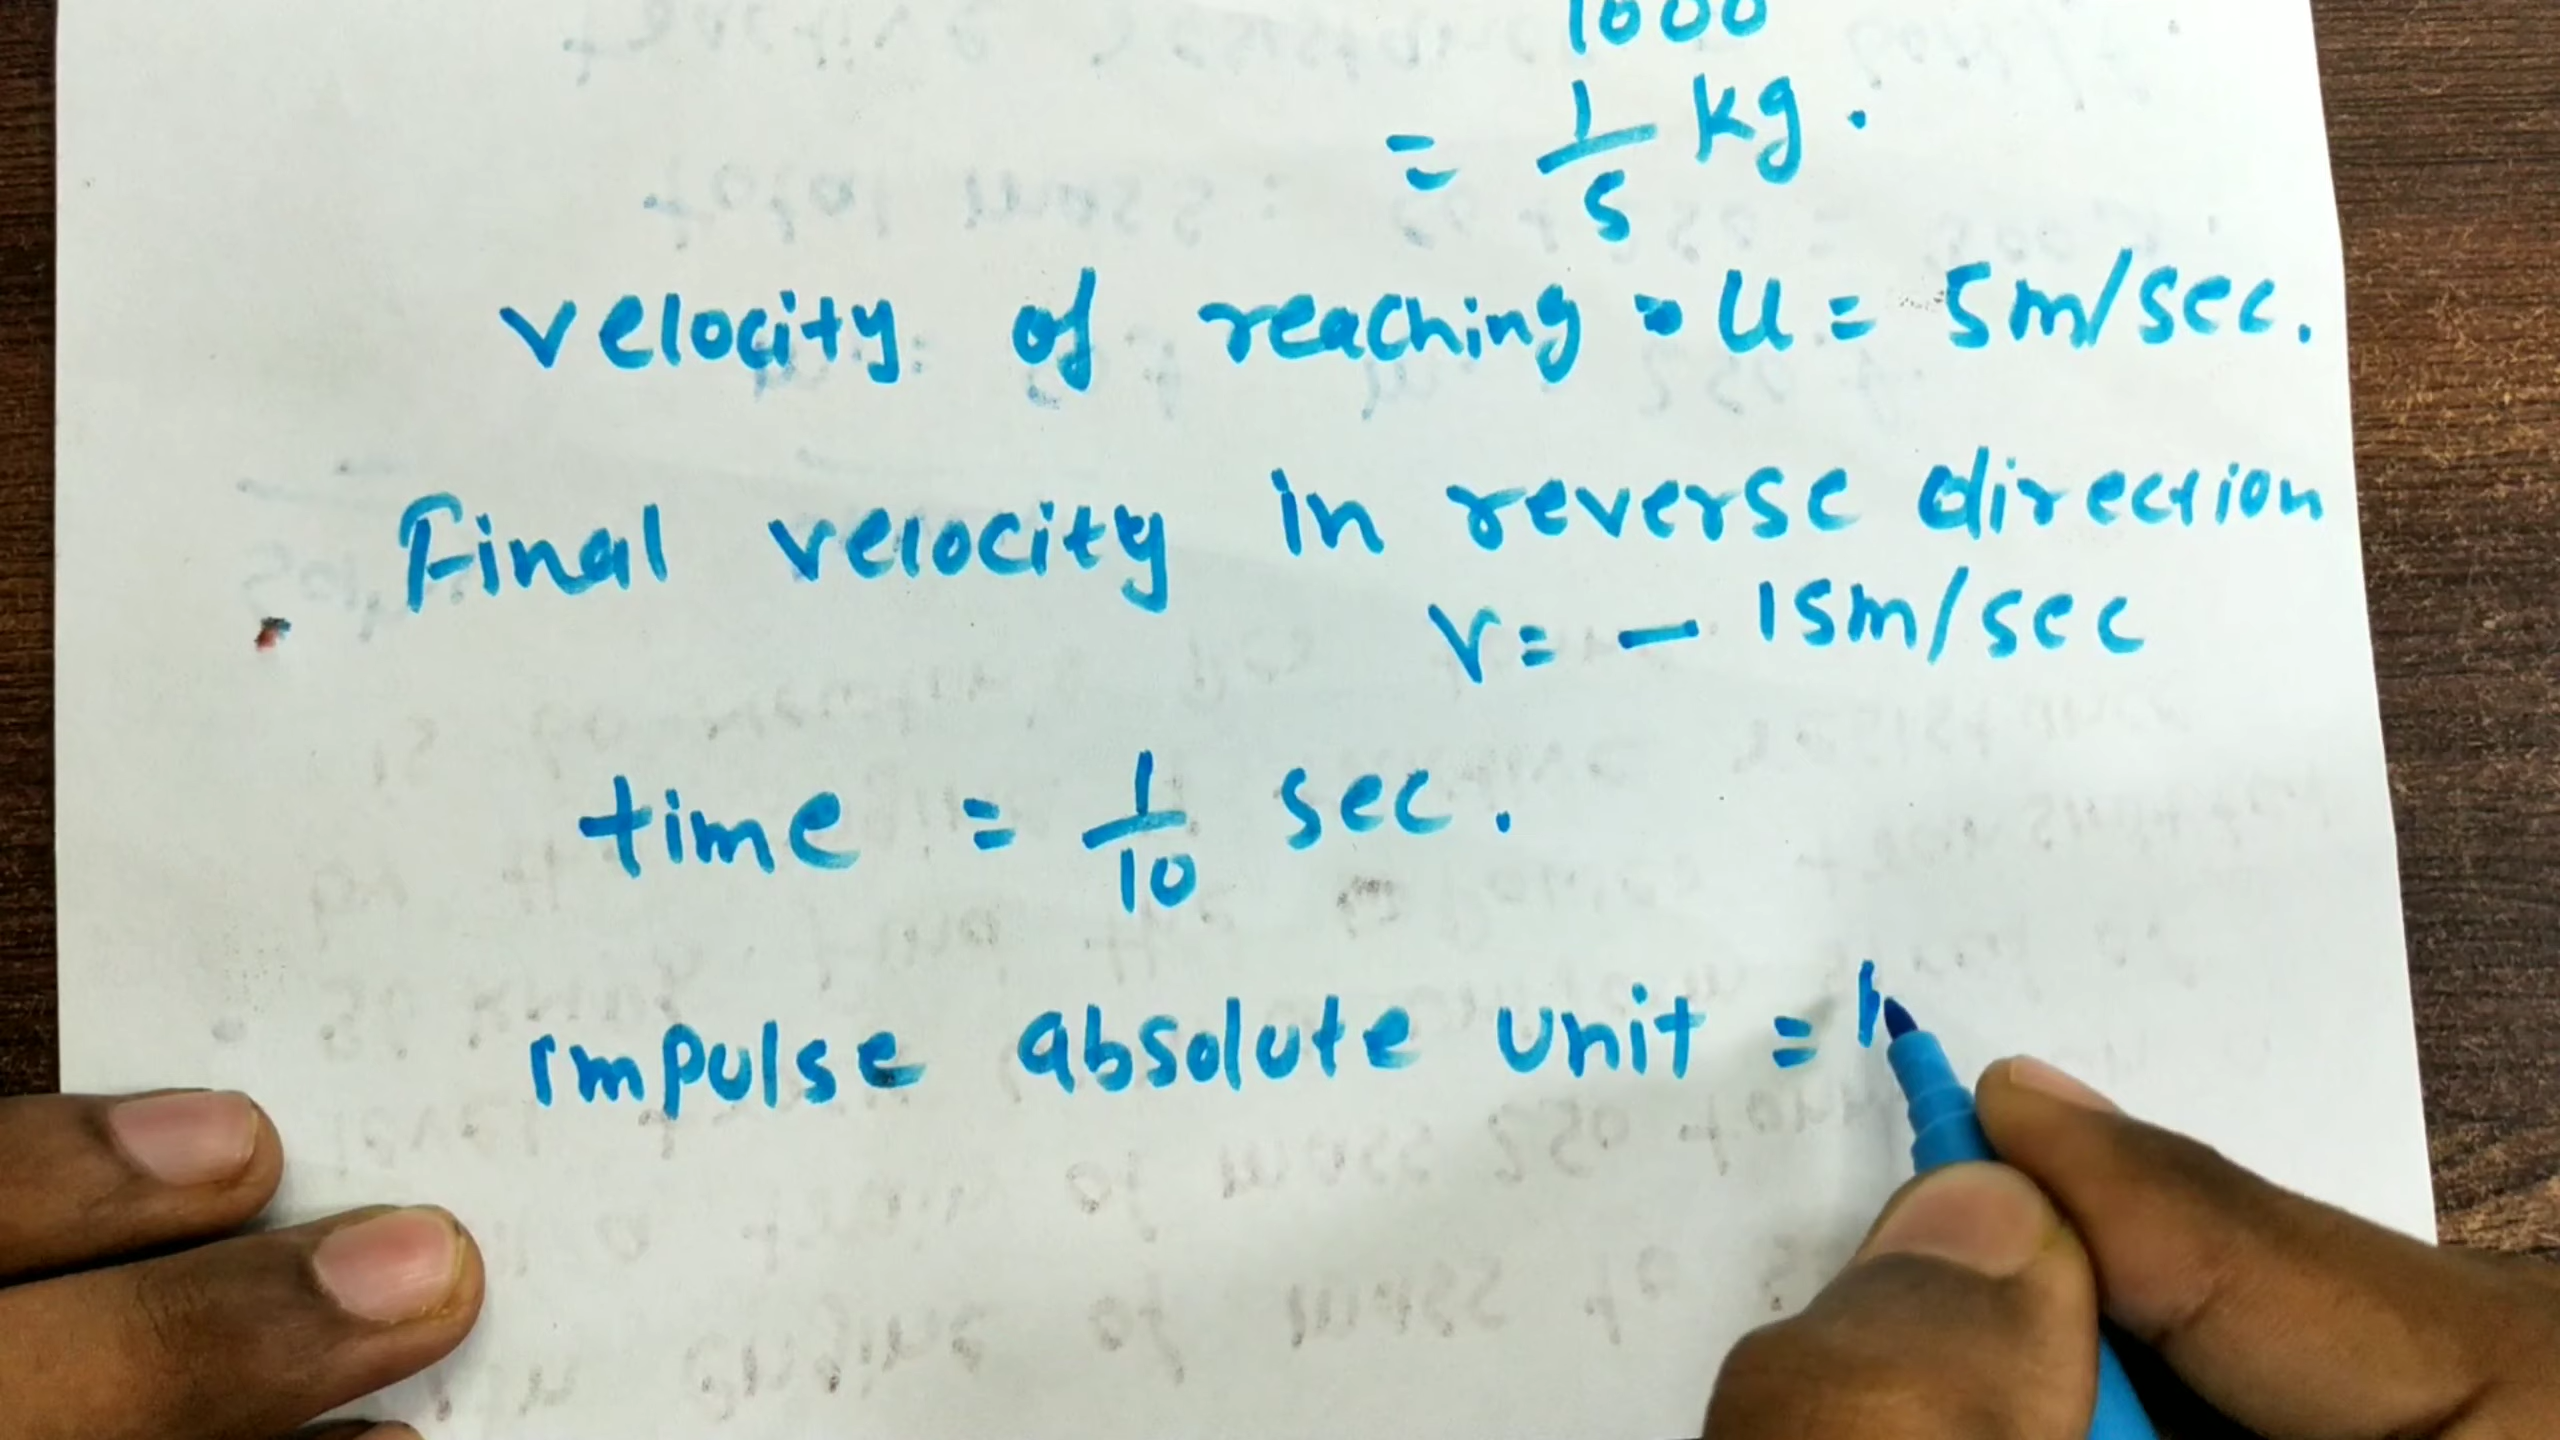 1000
= 1/5 kg.
velocity of reaching u = 5m/sec.
Final velocity in reverse direction
v = - 15m/sec
time = 1/10 sec.
impulse absolute unit =